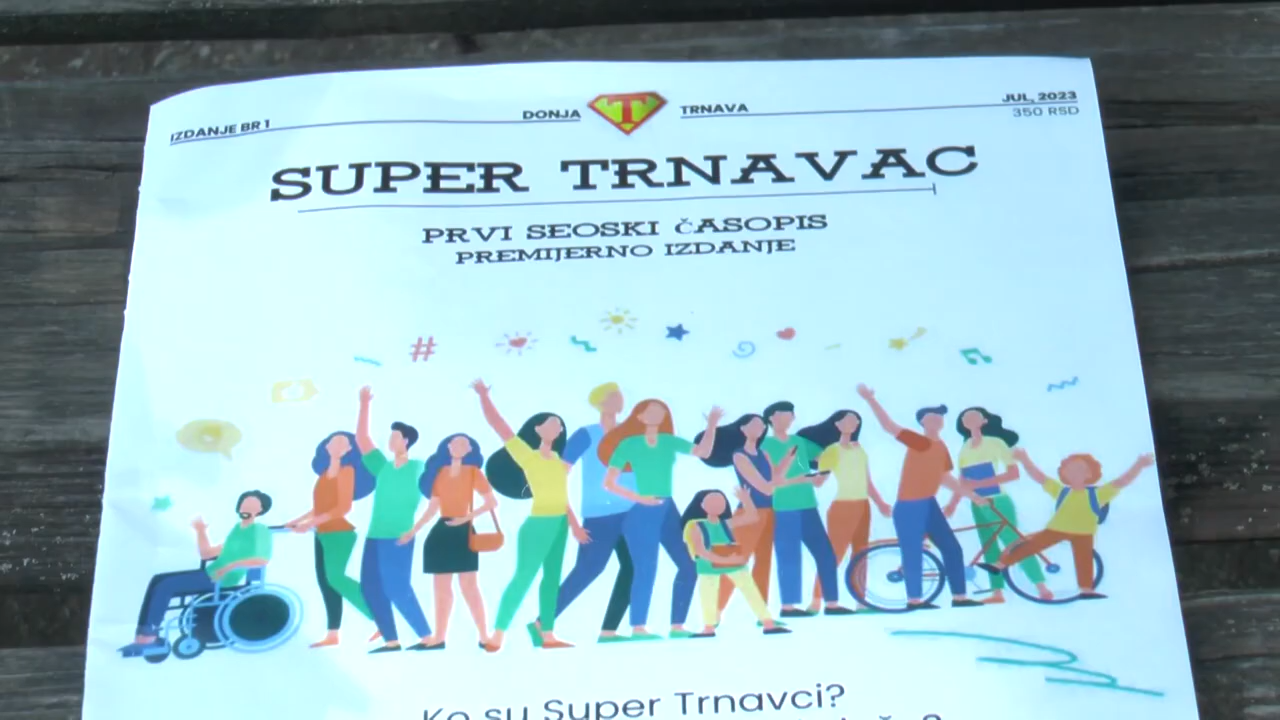 IZDANJE BR 1
DONJA T TRNAVA
JUL, 2023
350 RSD
SUPER TRNAVAC
PRVI SEOSKI ČASOPIS
PREMIJERNO IZDANJE
#
Ko su Super Trnavci?